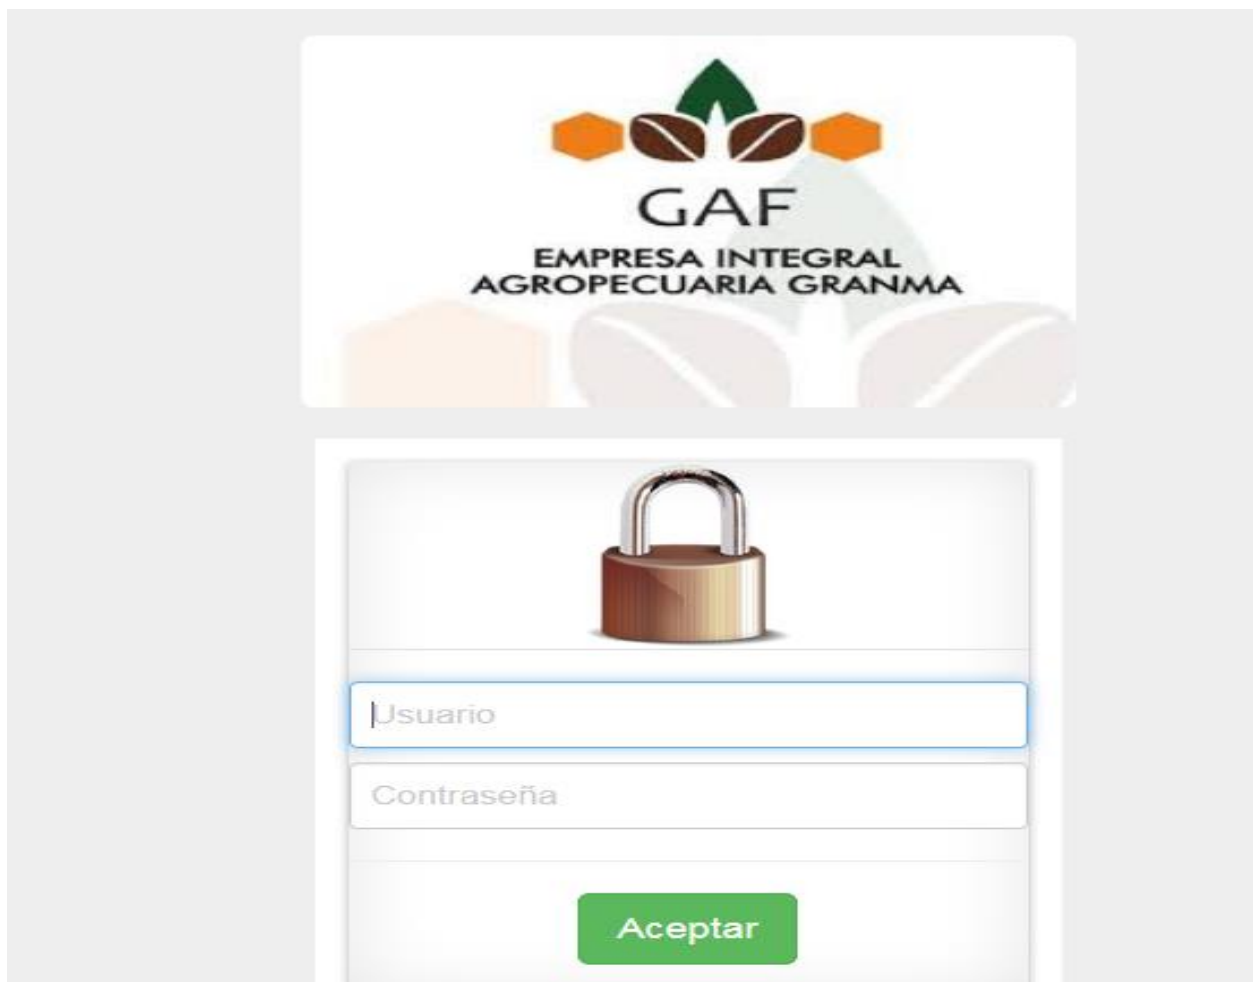 GAF
EMPRESA INTEGRAL
AGROPECUARIA GRANMA
Usuario
Contraseña
Aceptar